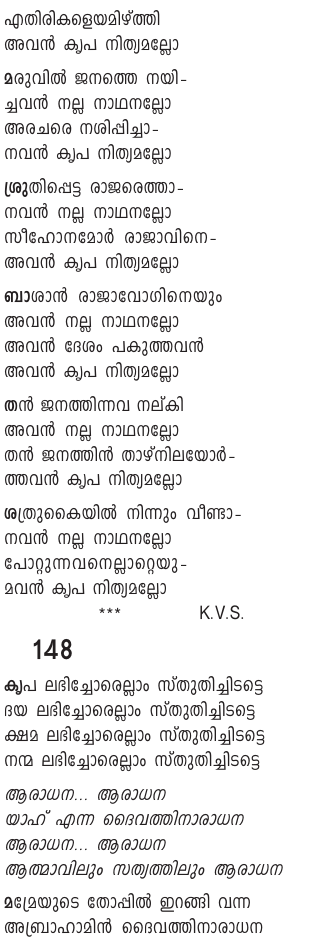 എതിരികളെയമിഴ്ത്തി
അവൻ കൃപ നിത്യമല്ലോ
മരുവിൽ ജനത്തെ നയി-
ച്ചവൻ നല്ല നാഥനല്ലോ
അരചരെ നശിപ്പിച്ചാ-
നവൻ കൃപ നിത്യമല്ലോ
ശ്രുതിപ്പെട്ട രാജരെത്താ-
നവൻ നല്ല നാഥനല്ലോ
സീഹോനമോർ രാജാവിനെ-
അവൻ കൃപ നിത്യമല്ലോ
ബാശാൻ രാജാവോഗിനെയും
അവൻ നല്ല നാഥനല്ലോ
അവൻ ദേശം പകുത്തവൻ
അവൻ കൃപ നിത്യമല്ലോ
തൻ ജനത്തിന്നവ നല്കി
അവൻ നല്ല നാഥനല്ലോ
തൻ ജനത്തിൻ താഴ്നിലയോർ-
ത്തവൻ കൃപ നിത്യമല്ലോ
ശത്രുകൈയിൽ നിന്നും വീണ്ടാ-
നവൻ നല്ല നാഥനല്ലോ
പോറ്റുന്നവനെല്ലാറ്റെയു-
മവൻ കൃപ നിത്യമല്ലോ
*** K.V.S.
148
കൃപ ലഭിച്ചോരെല്ലാം സ്തുതിച്ചിടട്ടെ
ദയ ലഭിച്ചോരെല്ലാം സ്തുതിച്ചിടട്ടെ
ക്ഷമ ലഭിച്ചോരെല്ലാം സ്തുതിച്ചിടട്ടെ
നന്മ ലഭിച്ചോരെല്ലാം സ്തുതിച്ചിടട്ടെ
ആരാധന... ആരാധന
യാഹ് എന്ന ദൈവത്തിനാരാധന
ആരാധന... ആരാധന
ആത്മാവിലും സത്യത്തിലും ആരാധന
മമ്രേയുടെ തോപ്പിൽ ഇറങ്ങി വന്ന
അബ്രാഹാമിൻ ദൈവത്തിനാരാധന